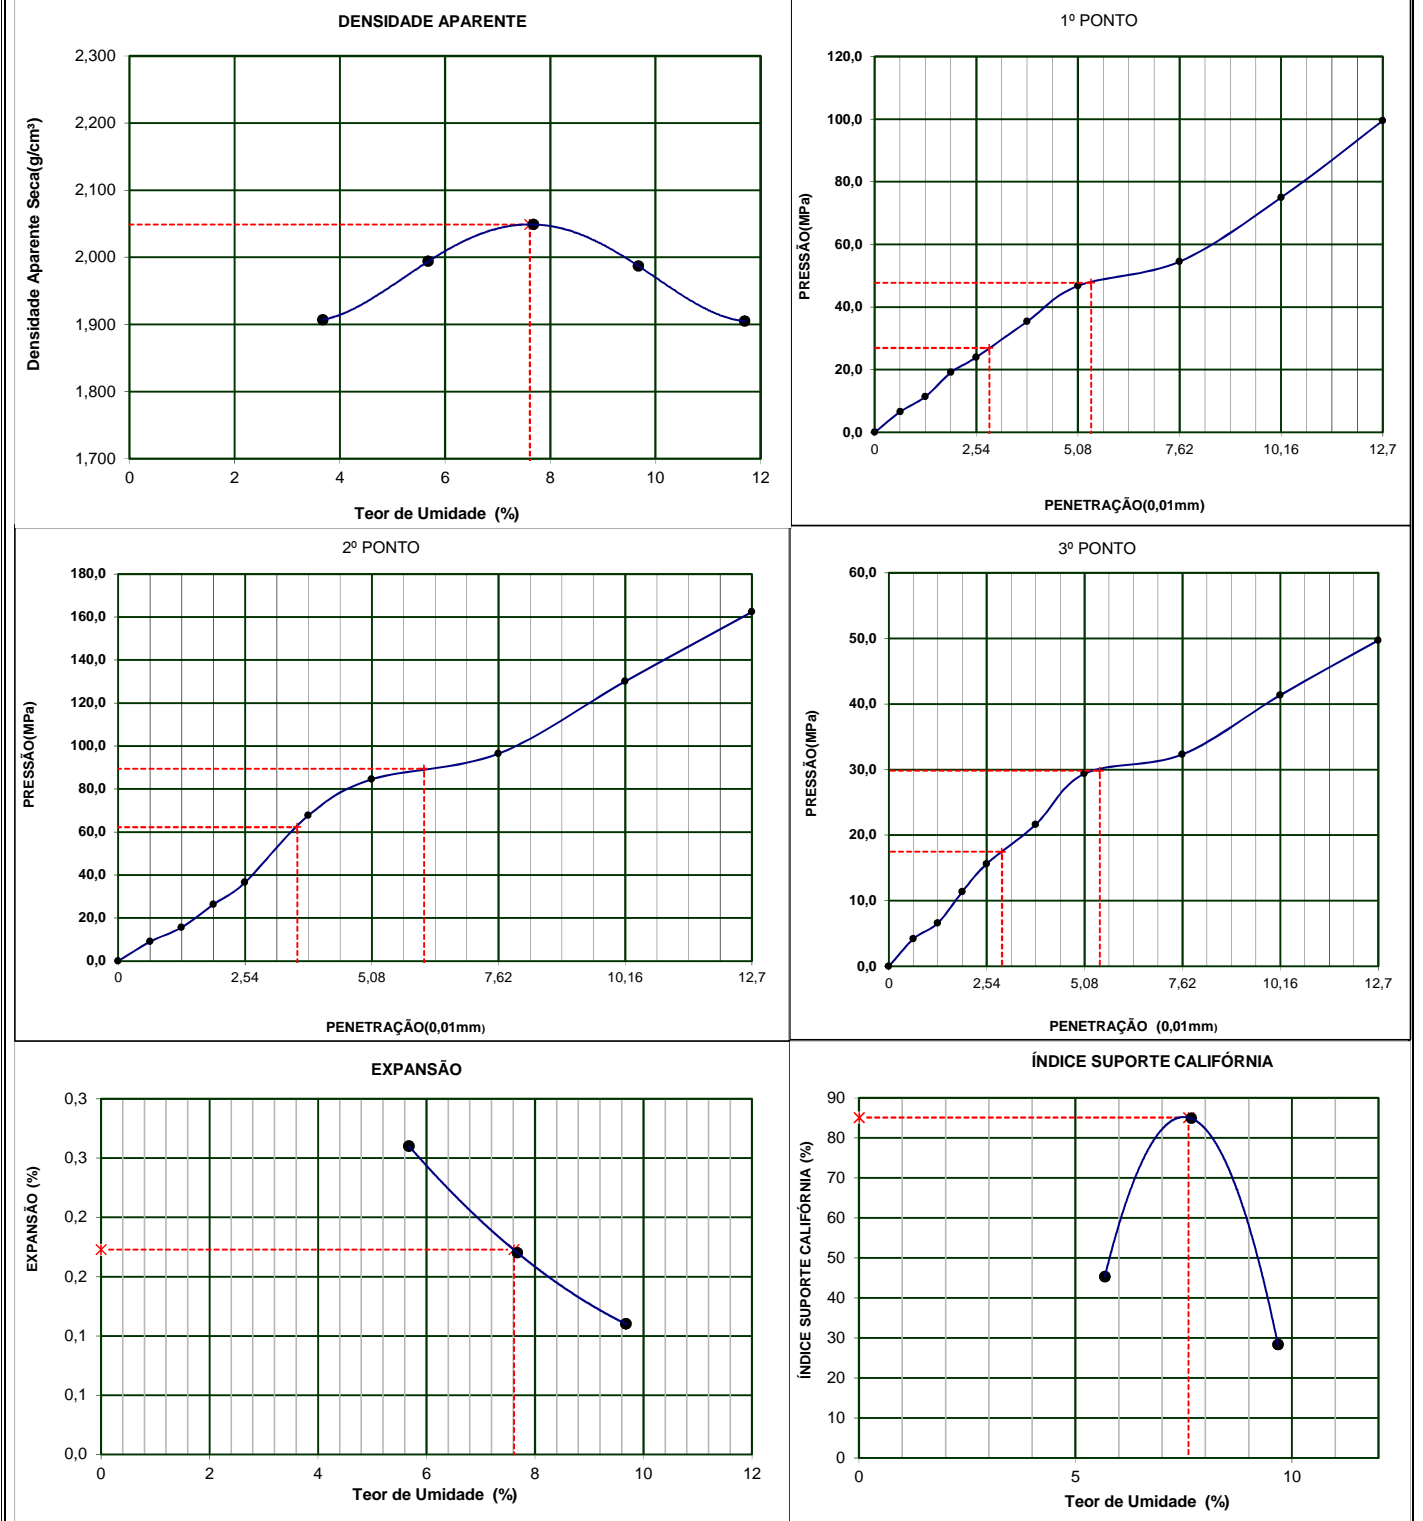 DENSIDADE APARENTE
2,300
2,200
2,100
2,000
1,900
1,800
1,700
0 2 4 6 8 10 12
Densidade Aparente Seca(g/cm³)
Teor de Umidade (%)
1º PONTO
120,0
100,0
80,0
60,0
40,0
20,0
0,0
0 2,54 5,08 7,62 10,16 12,7
PRESSÃO(MPa)
PENETRAÇÃO(0,01mm)
2º PONTO
180,0
160,0
140,0
120,0
100,0
80,0
60,0
40,0
20,0
0,0
0 2,54 5,08 7,62 10,16 12,7
PRESSÃO(MPa)
PENETRAÇÃO(0,01mm)
3º PONTO
60,0
50,0
40,0
30,0
20,0
10,0
0,0
0 2,54 5,08 7,62 10,16 12,7
PRESSÃO(MPa)
PENETRAÇÃO (0,01mm)
EXPANSÃO
0,3
0,3
0,2
0,2
0,1
0,1
0,0
0 2 4 6 8 10 12
EXPANSÃO (%)
Teor de Umidade (%)
ÍNDICE SUPORTE CALIFÓRNIA
90
80
70
60
50
40
30
20
10
0
0 5 10
ÍNDICE SUPORTE CALIFÓRNIA (%)
Teor de Umidade (%)